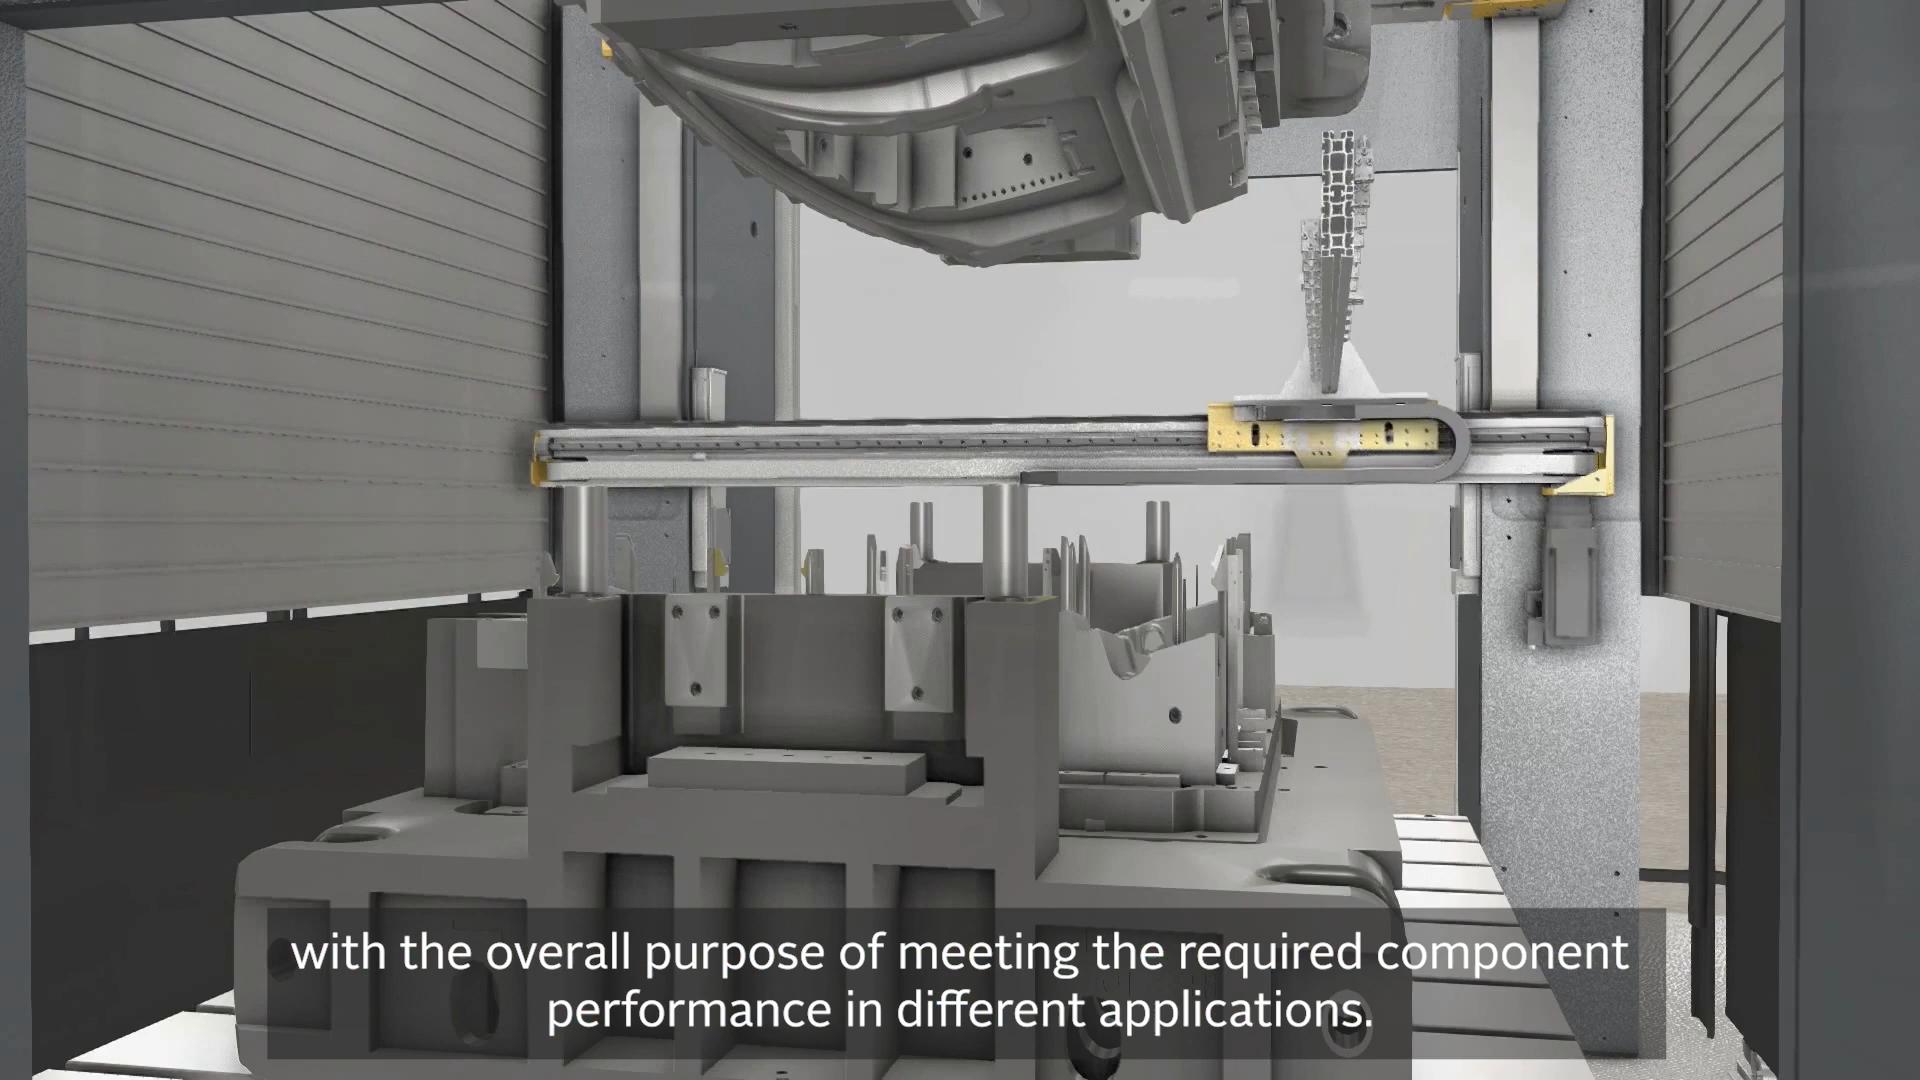 with the overall purpose of meeting the required component
performance in different applications.